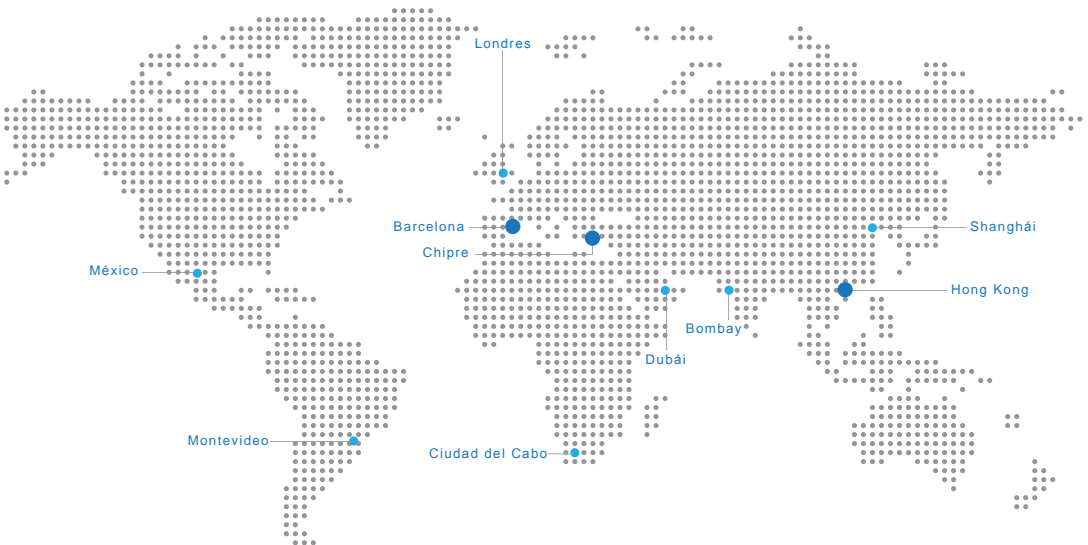 Londres
Barcelona
Shanghái
Chipre
México
Hong Kong
Bombay
Dubái
Montevideo
Ciudad del Cabo